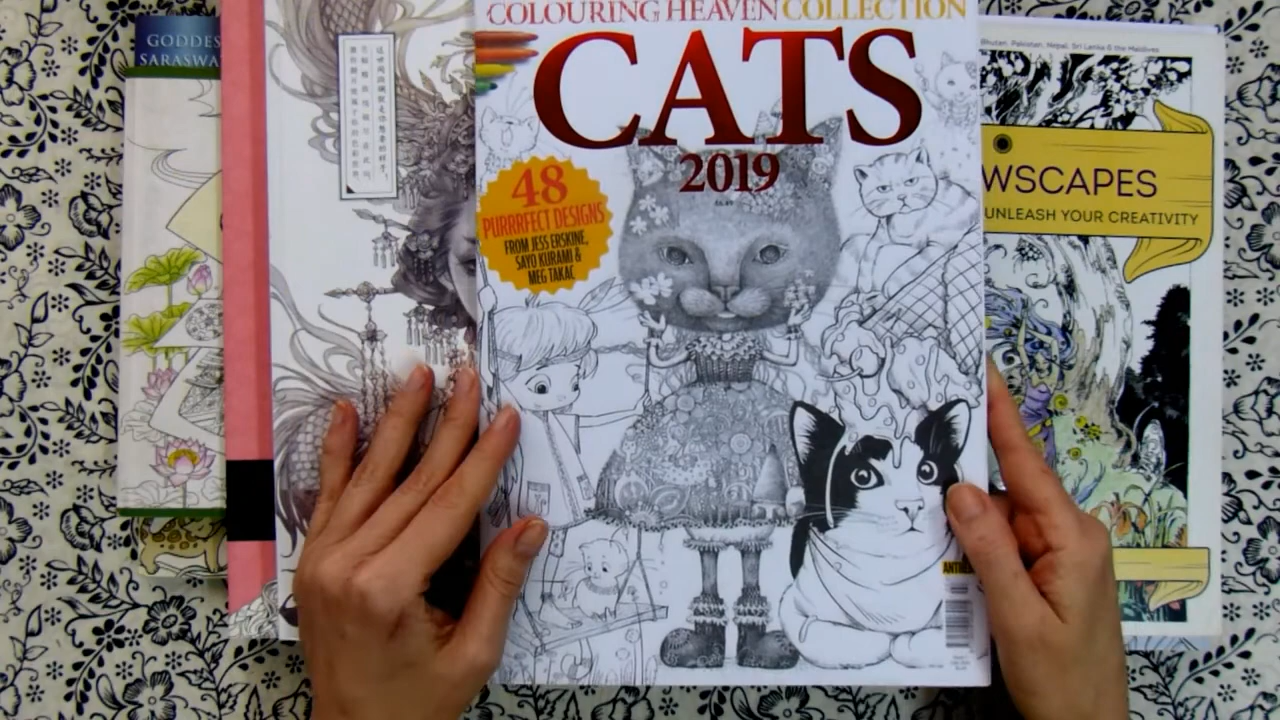 GODDES
SARASWA
COLOURING HEAVEN COLLECTION
CATS
2019
48
PURRRFECT DESIGNS
FROM JESS ERSKINE,
SAYO KURAMI &
MEG TAKAC
Bhutan, Pakistan, Nepal, Sri Lanka & the Maldives
WSCAPES
UNLEASH YOUR CREATIVITY